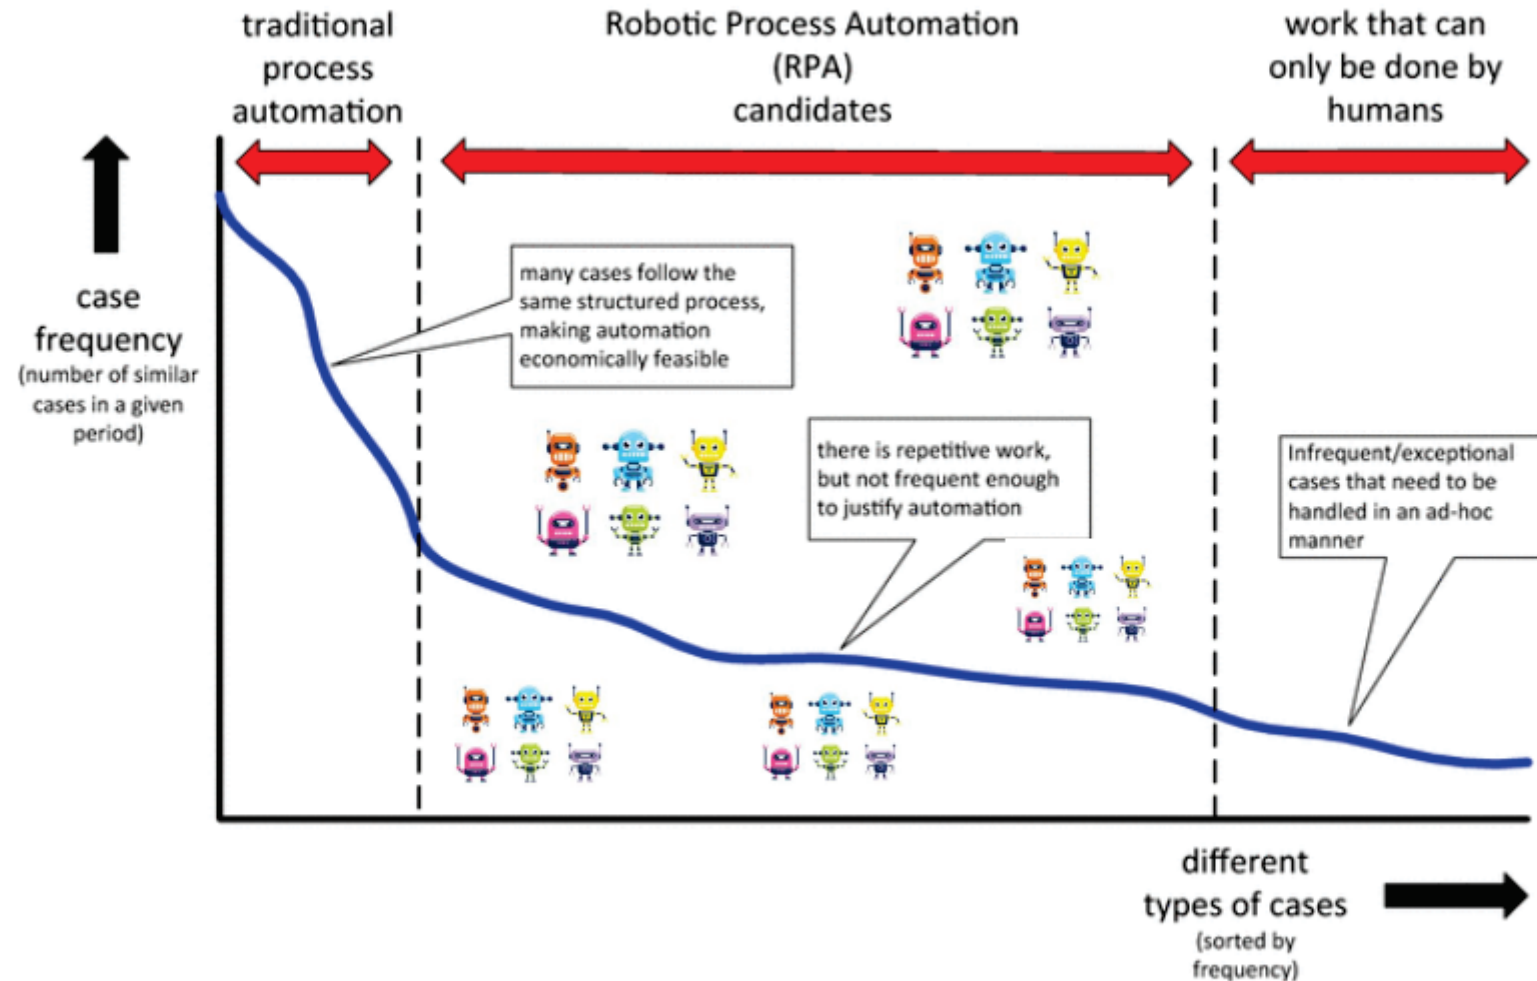 traditional
process
automation
Robotic Process Automation
(RPA)
candidates
work that can
only be done by
humans
case
frequency
(number of similar
cases in a given
period)
many cases follow the
same structured process,
making automation
economically feasible
there is repetitive work,
but not frequent enough
to justify automation
Infrequent/exceptional
cases that need to be
handled in an ad-hoc
manner
different
types of cases
(sorted by
frequency)